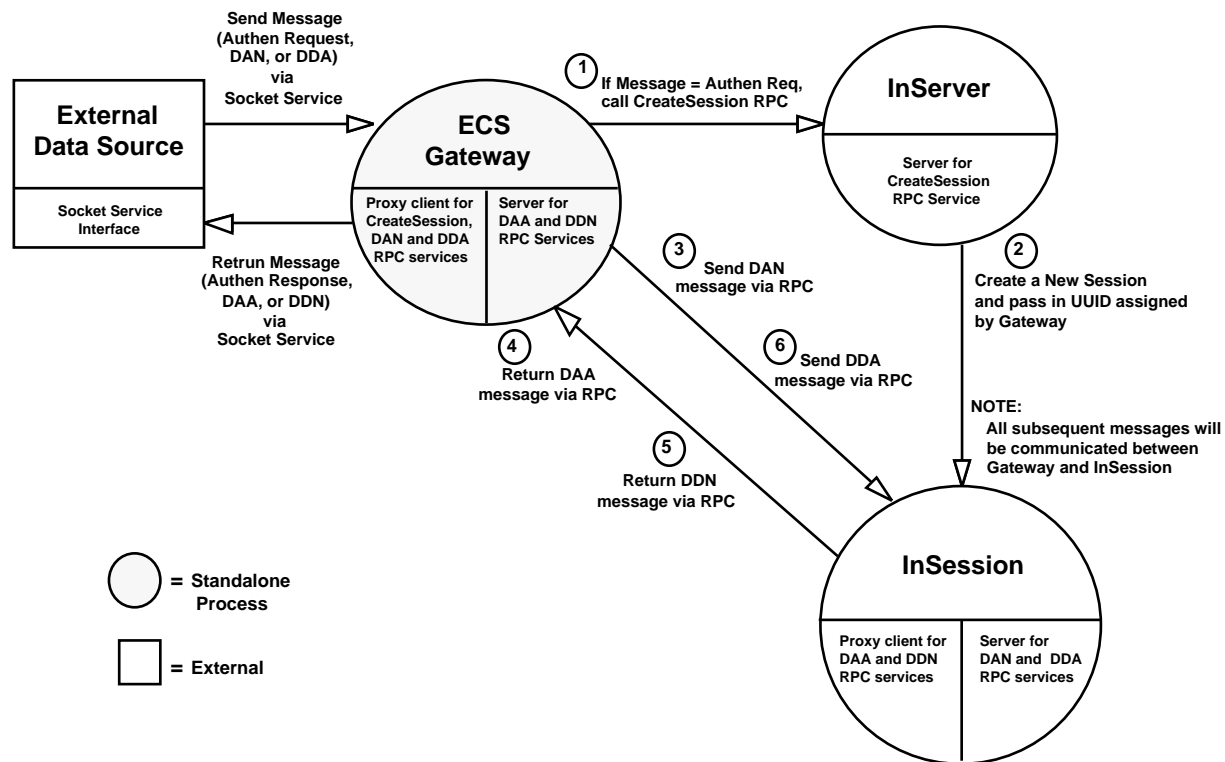 Send Message
(Authen Request,
DAN, or DDA)
via
Socket Service
External
Data Source
Socket Service
Interface
Retrun Message
(Authen Response,
DAA, or DDN)
via
Socket Service
ECS
Gateway
Proxy client for
CreateSession,
DAN and DDA
RPC services
Server for
DAA and DDN
RPC Services
1
If Message = Authen Req,
call CreateSession RPC
InServer
Server for
CreateSession
RPC Service
2
Create a New Session
and pass in UUID assigned
by Gateway
3
Send DAN
message via RPC
4
Return DAA
message via RPC
6
Send DDA
message via RPC
5
Return DDN
message via RPC
NOTE:
All subsequent messages will
be communicated between
Gateway and InSession
InSession
Proxy client for
DAA and DDN
RPC services
Server for
DAN and DDA
RPC services
= Standalone
Process
= External